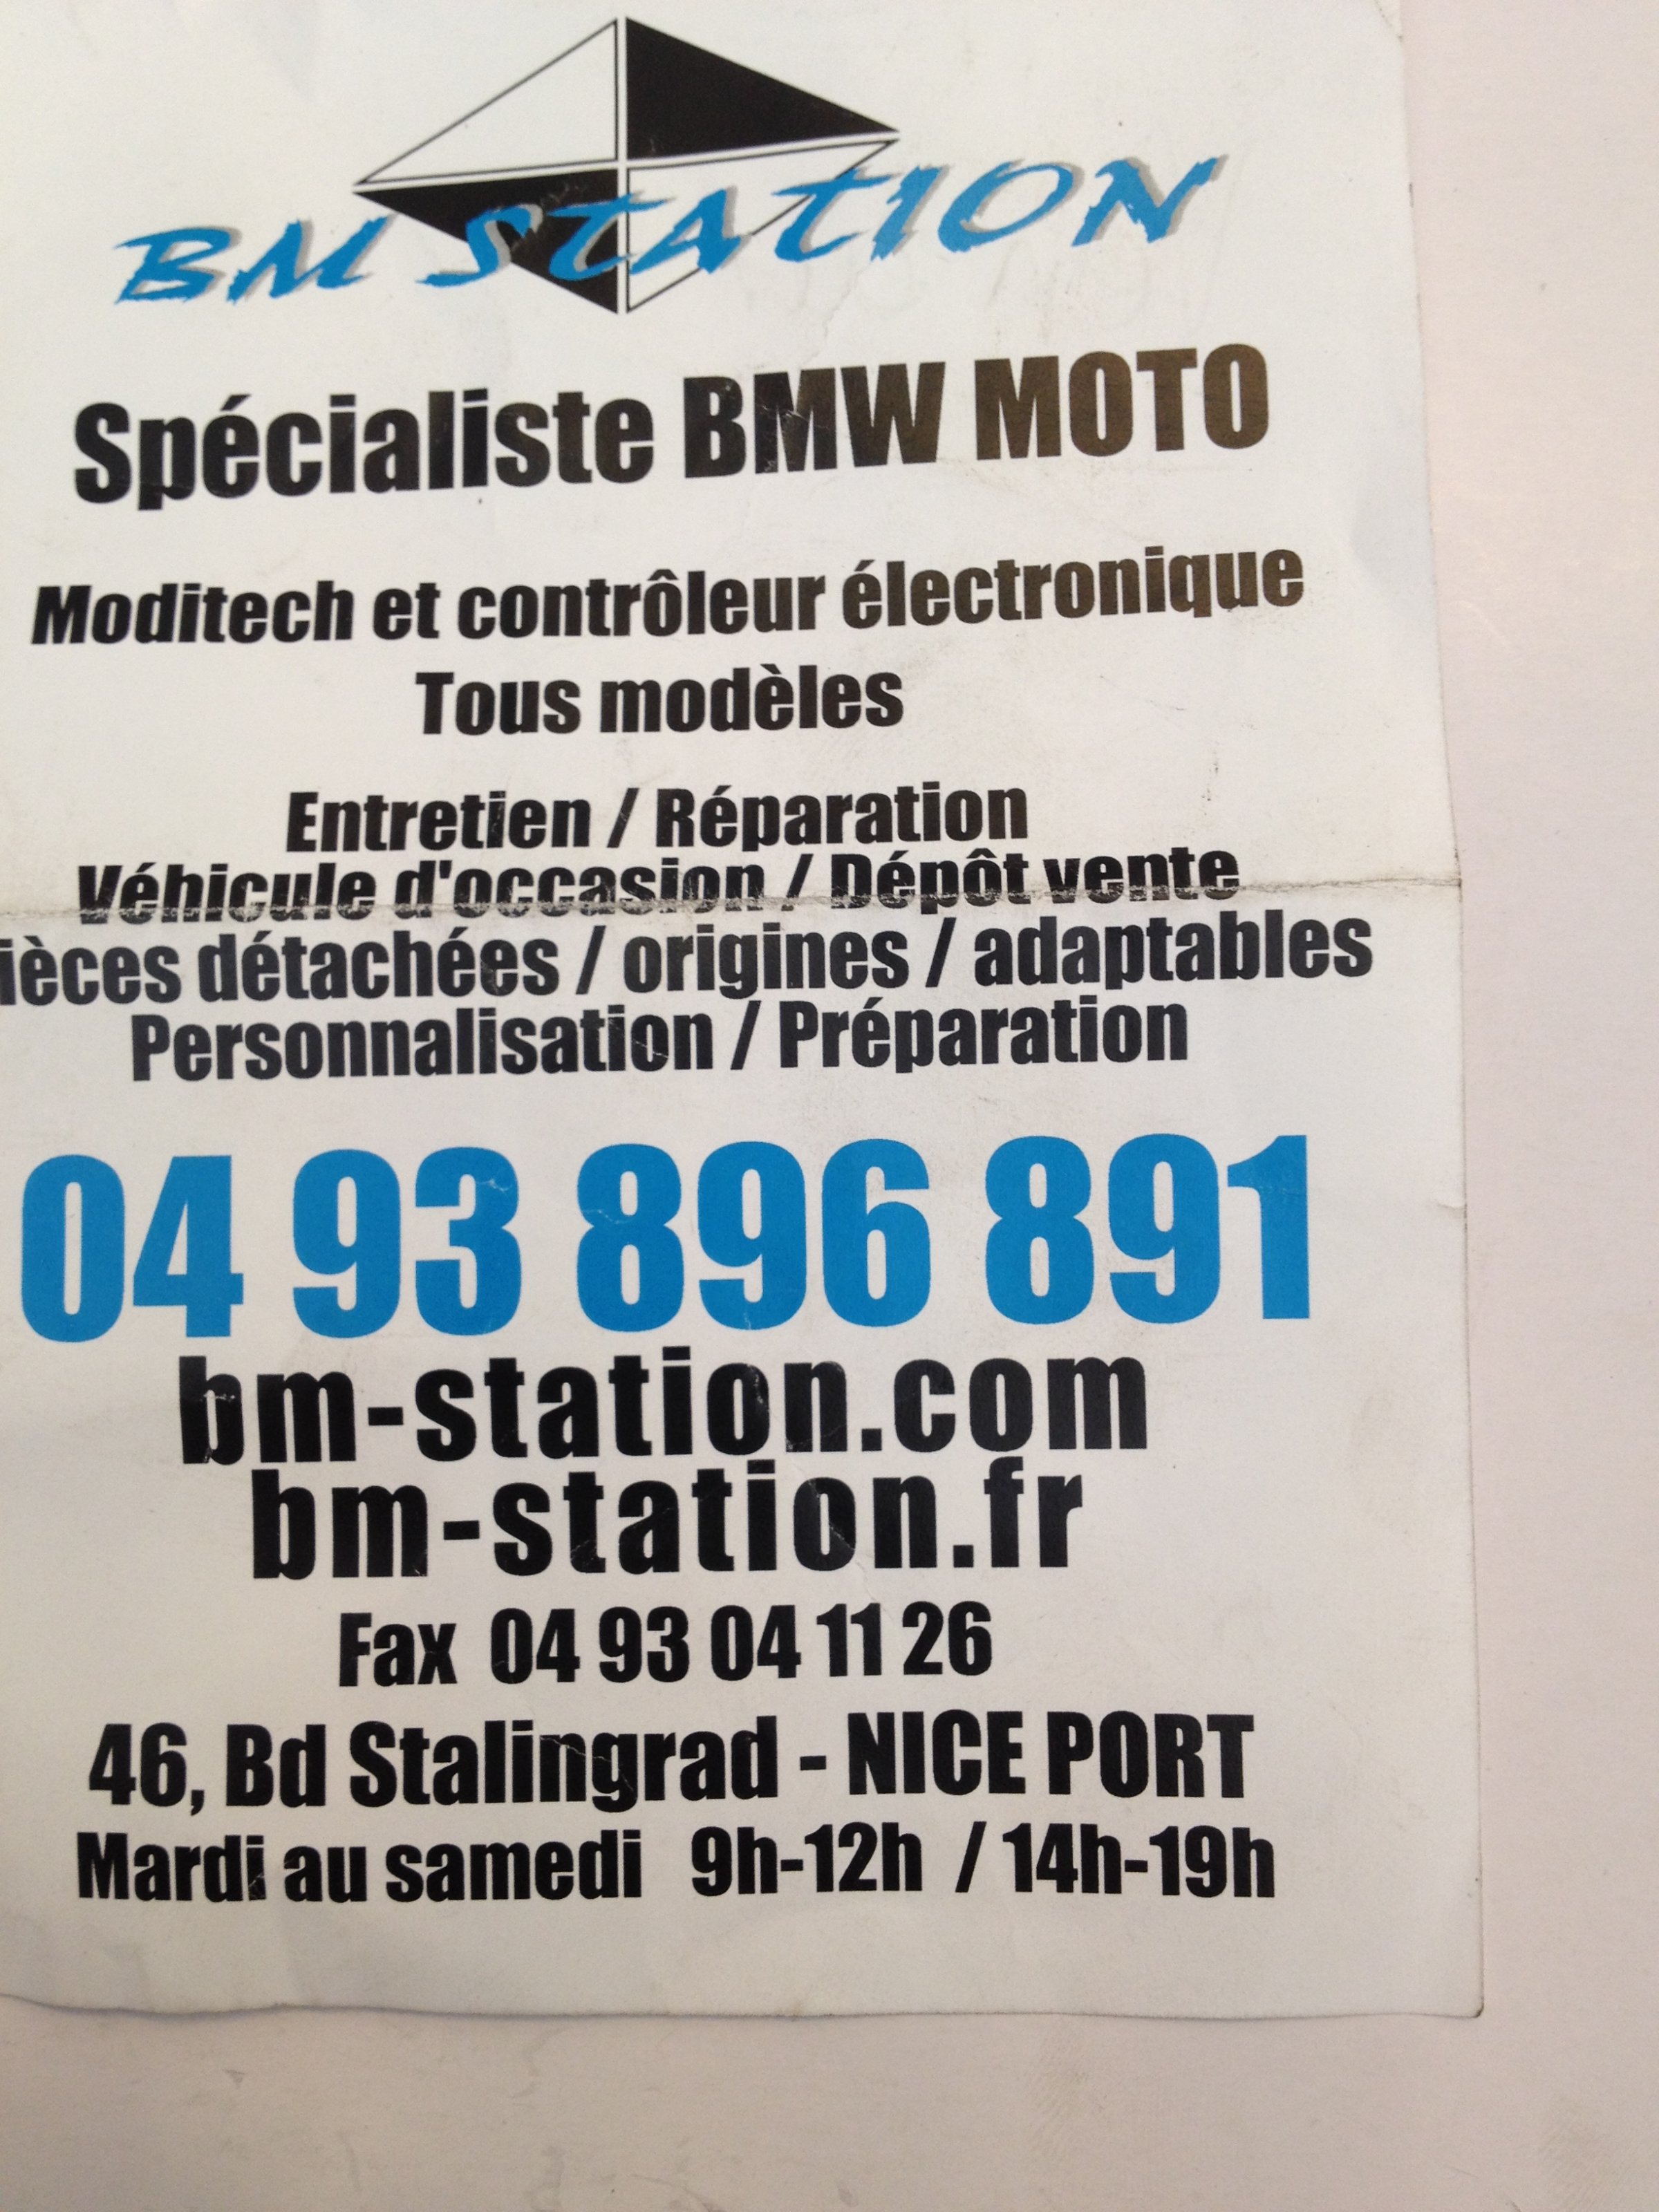 BM STATION
Spécialiste BMW MOTO
Moditech et contrôleur électronique
Tous modèles
Entretien / Réparation
Véhicule d'occasion / Dépôt vente
ièces détachées / origines / adaptables
Personnalisation / Préparation
04 93 896 891
bm-station.com
bm-station.fr
Fax 04 93 04 11 26
46, Bd Stalingrad - NICE PORT
Mardi au samedi 9h-12h / 14h-19h